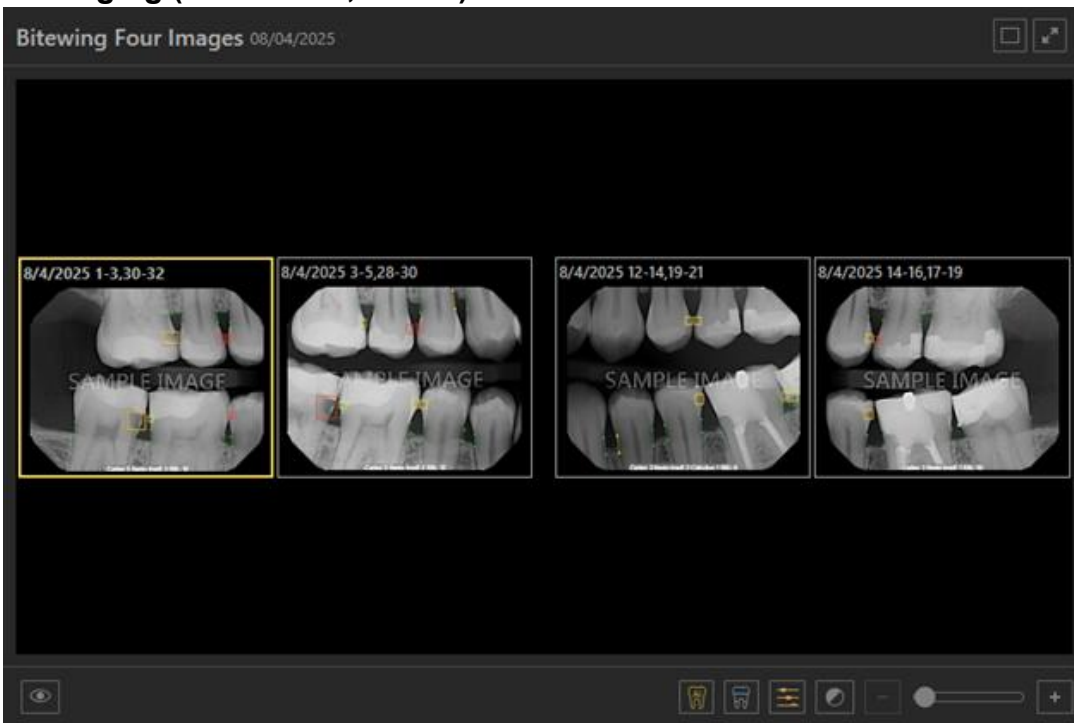 Bitewing Four Images 08/04/2025
8/4/2025 1-3,30-32
8/4/2025 3-5,28-30
8/4/2025 12-14,19-21
8/4/2025 14-16,17-19
SAMPLE IMAGE
SAMPLE IMAGE
SAMPLE IMAGE
SAMPLE IMAGE